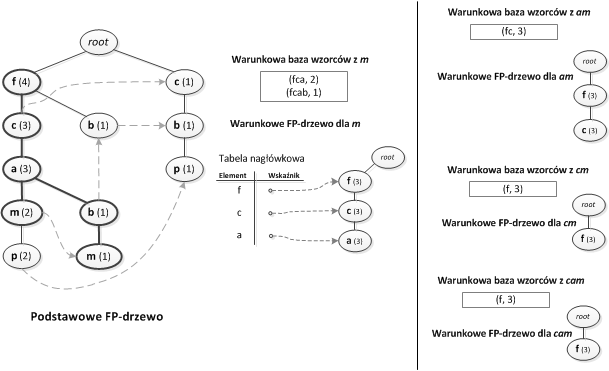 root
f (4)
c (1)
c (3)
b (1)
b (1)
a (3)
p (1)
m (2)
b (1)
p (2)
m (1)
Podstawowe FP-drzewo
Warunkowa baza wzorców z m
(fca, 2)
(fcab, 1)
Warunkowe FP-drzewo dla m
Tabela nagłówkowa
Element Wskaźnik
f
c
a
root
f (3)
c (3)
a (3)
Warunkowa baza wzorców z am
(fc, 3)
Warunkowe FP-drzewo dla am
root
f (3)
c (3)
Warunkowa baza wzorców z cm
(f, 3)
Warunkowe FP-drzewo dla cm
root
f (3)
Warunkowa baza wzorców z cam
(f, 3)
Warunkowe FP-drzewo dla cam
root
f (3)